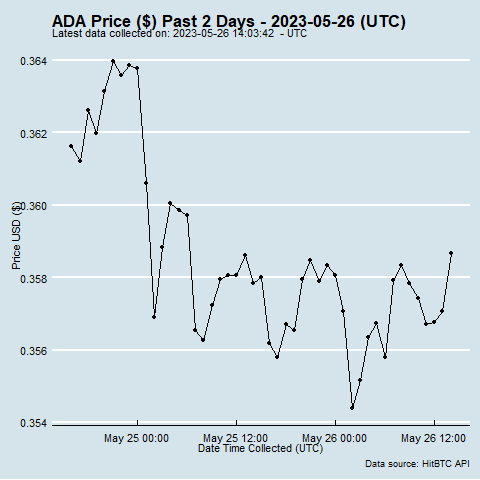 ADA Price ($) Past 2 Days - 2023-05-26 (UTC)
Latest data collected on: 2023-05-26 14:03:42 - UTC
0.364
0.362
0.360
0.358
0.356
0.354
Price USD ($)
May 25 00:00
May 25 12:00
May 26 00:00
May 26 12:00
Date Time Collected (UTC)
Data source: HitBTC API